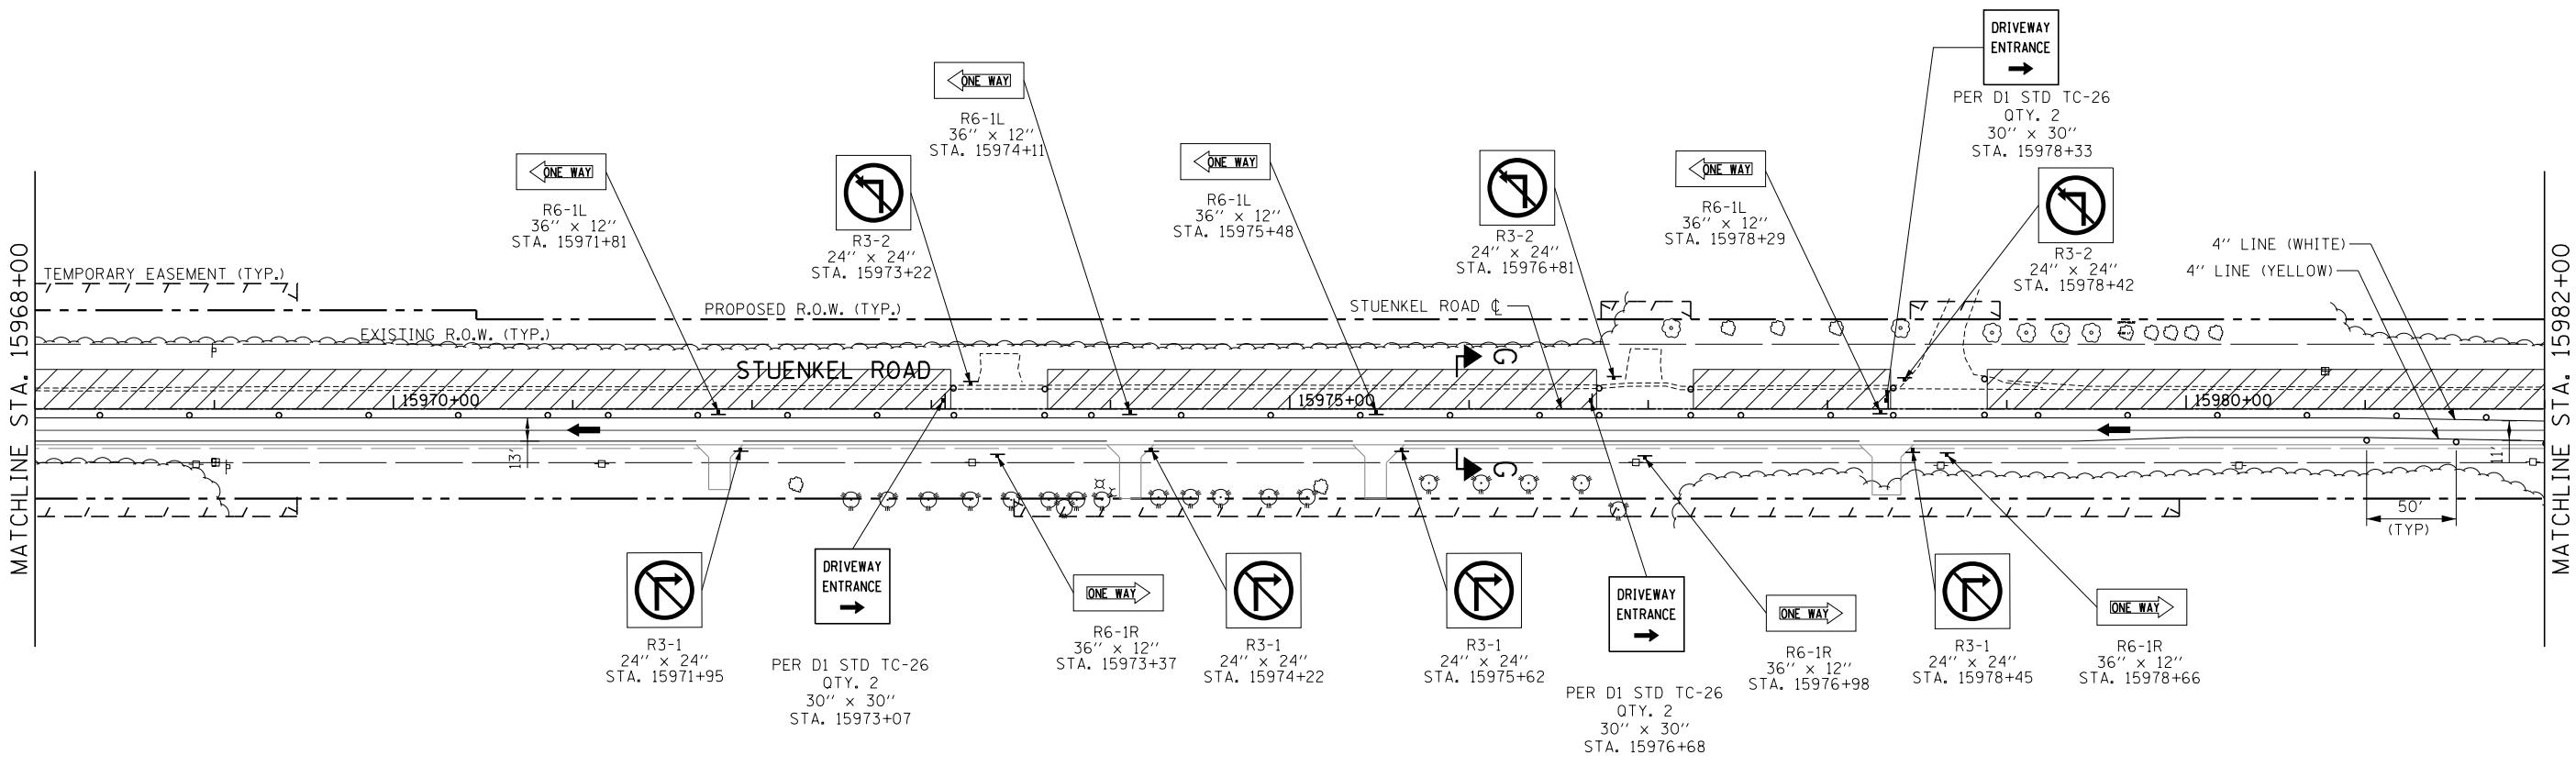 MATCHLINE STA. 15968+00
TEMPORARY EASEMENT (TYP.)
EXISTING R.O.W. (TYP.)
PROPOSED R.O.W. (TYP.)
ONE WAY
R6-1L
36" x 12"
STA. 15971+81
R3-2
24" x 24"
STA. 15973+22
ONE WAY
R6-1L
36" x 12"
STA. 15974+11
ONE WAY
R6-1L
36" x 12"
STA. 15975+48
R3-2
24" x 24"
STA. 15976+81
ONE WAY
R6-1L
36" x 12"
STA. 15978+29
DRIVEWAY
ENTRANCE
PER D1 STD TC-26
QTY. 2
30" x 30"
STA. 15978+33
R3-2
24" x 24"
STA. 15978+42
4" LINE (WHITE)
4" LINE (YELLOW)
STUENKEL ROAD ℄
STUENKEL ROAD
G
15970+00
15975+00
15980+00
13'
G
11'
50'
(TYP)
R3-1
24" x 24"
STA. 15971+95
DRIVEWAY
ENTRANCE
PER D1 STD TC-26
QTY. 2
30" x 30"
STA. 15973+07
ONE WAY
R6-1R
36" x 12"
STA. 15973+37
R3-1
24" x 24"
STA. 15974+22
R3-1
24" x 24"
STA. 15975+62
DRIVEWAY
ENTRANCE
PER D1 STD TC-26
QTY. 2
30" x 30"
STA. 15976+68
ONE WAY
R6-1R
36" x 12"
STA. 15976+98
R3-1
24" x 24"
STA. 15978+45
ONE WAY
R6-1R
36" x 12"
STA. 15978+66
MATCHLINE STA. 15982+00